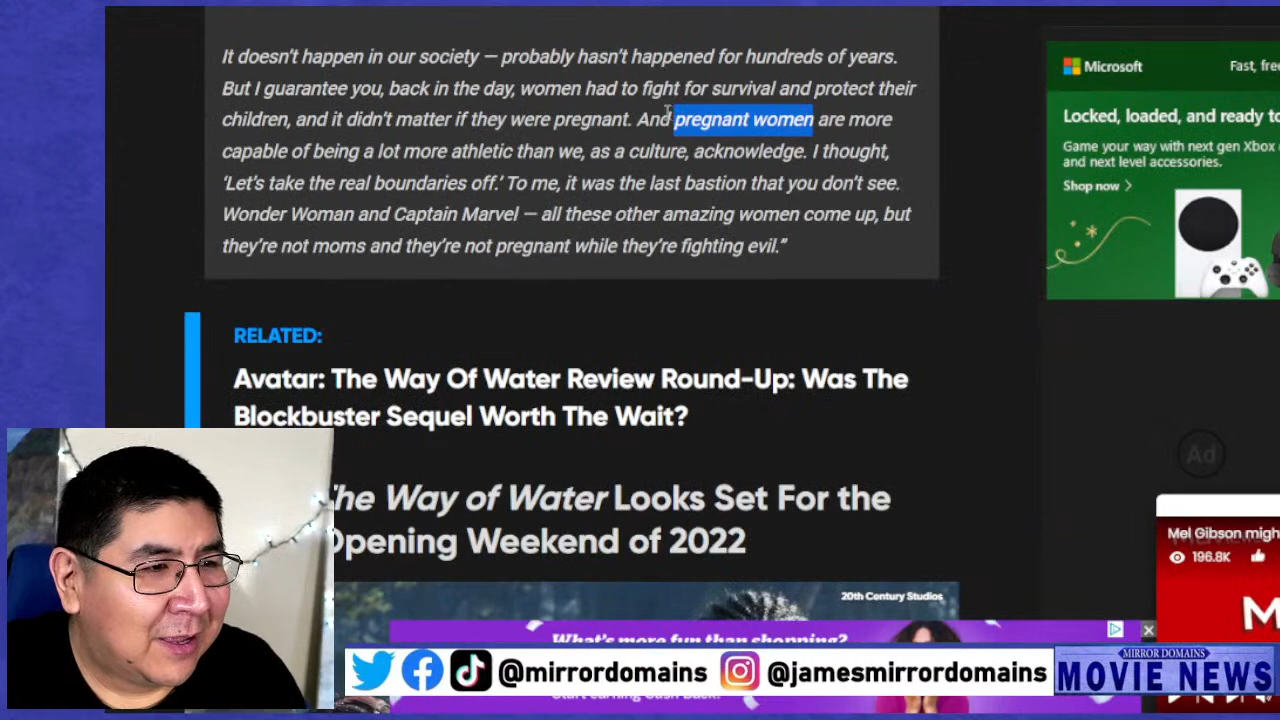 It doesn't happen in our society — probably hasn't happened for hundreds of years.
But I guarantee you, back in the day, women had to fight for survival and protect their
children, and it didn't matter if they were pregnant. And pregnant women are more
capable of being a lot more athletic than we, as a culture, acknowledge. I thought,
'Let's take the real boundaries off.' To me, it was the last bastion that you don't see.
Wonder Woman and Captain Marvel — all these other amazing women come up, but
they're not moms and they're not pregnant while they're fighting evil."
Microsoft
Fast, free
Locked, loaded, and ready to
Game your way with next gen Xbox
and next level accessories.
Shop now >
RELATED:
Avatar: The Way Of Water Review Round-Up: Was The
Blockbuster Sequel Worth The Wait?
The Way of Water Looks Set For the
Opening Weekend of 2022
Ad
Mel Gibson migh
196.8K
M
20th Century Studios
What's more fun than shopping?
Start earning Cash Back!
@mirrordomains
@jamesmirrordomains
MIRROR DOMAINS
MOVIE NEWS